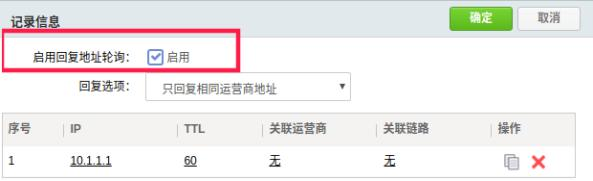 记录信息
确定
取消
启用回复地址轮询：
启用
回复选项：
只回复相同运营商地址
序号 IP TTL 关联运营商 关联链路 操作
1 10.1.1.1 60 无 无